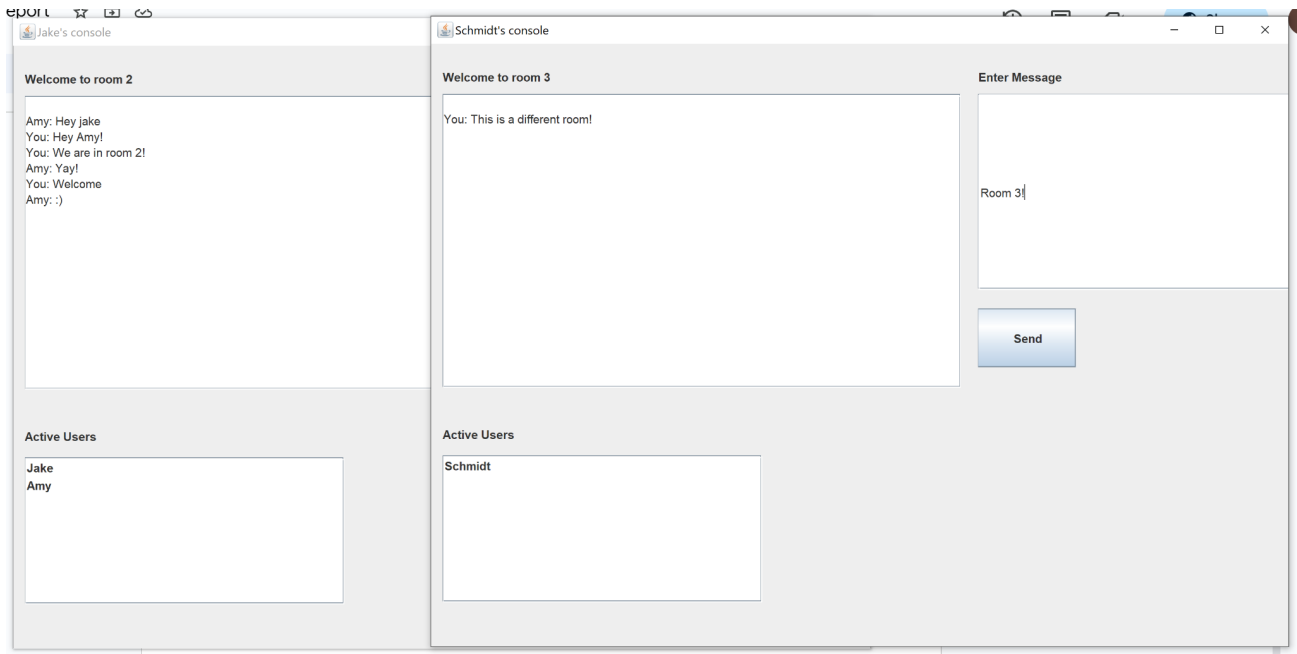 eport
Jake's console
Welcome to room 2
Amy: Hey jake
You: Hey Amy!
You: We are in room 2!
Amy: Yay!
You: Welcome
Amy: :)
Active Users
Jake
Amy
Schmidt's console
Welcome to room 3
You: This is a different room!
Enter Message
Room 3!
Send
Active Users
Schmidt